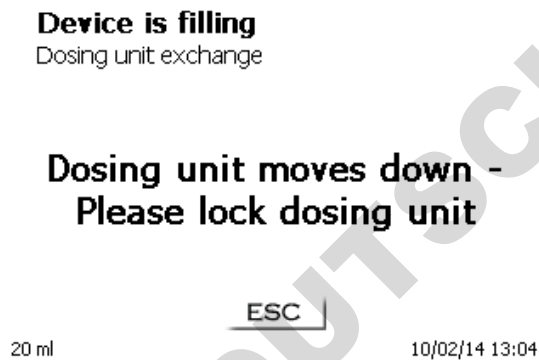 Device is filling
Dosing unit exchange
Dosing unit moves down -
Please lock dosing unit
ESC
20 ml
10/02/14 13:04